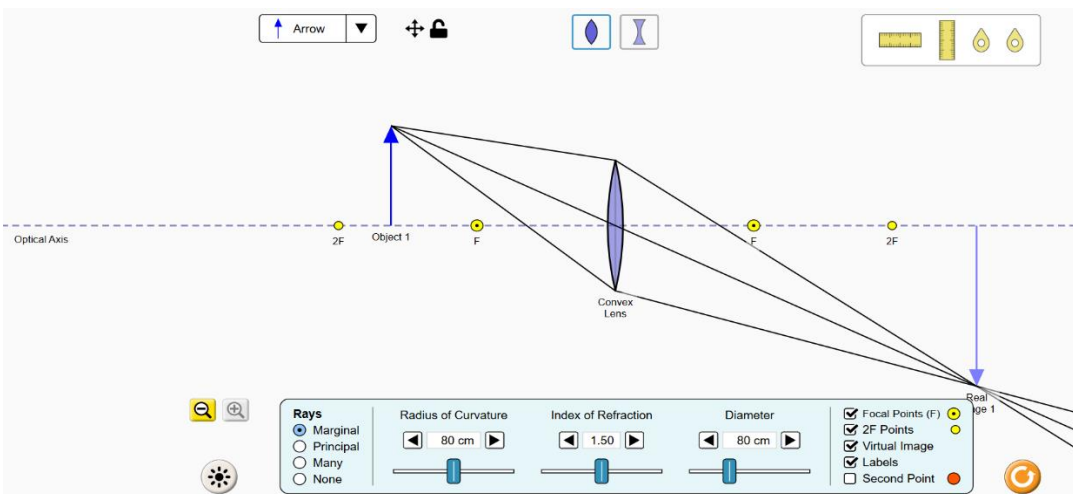 Arrow
2F
Object 1
F
F
2F
Optical Axis
Convex
Lens
Real
ge 1
Rays
Marginal
Principal
Many
None
Radius of Curvature
80 cm
Index of Refraction
1.50
Diameter
80 cm
Focal Points (F)
2F Points
Virtual Image
Labels
Second Point